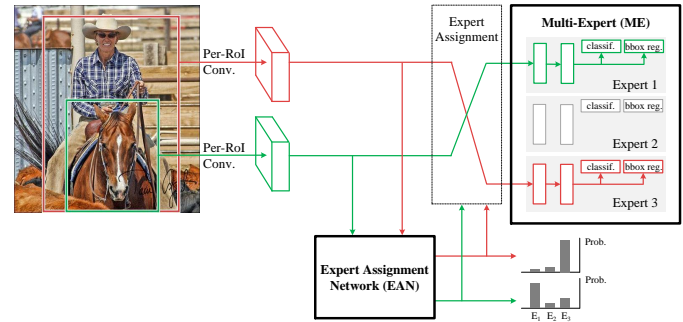 Per-RoI
Conv.
Per-RoI
Conv.
Expert
Assignment
Multi-Expert (ME)
classif. bbox reg.
Expert 1
classif. bbox reg.
Expert 2
classif. bbox reg.
Expert 3
Expert Assignment
Network (EAN)
Prob.
Prob.
E₁ E₂ E₃